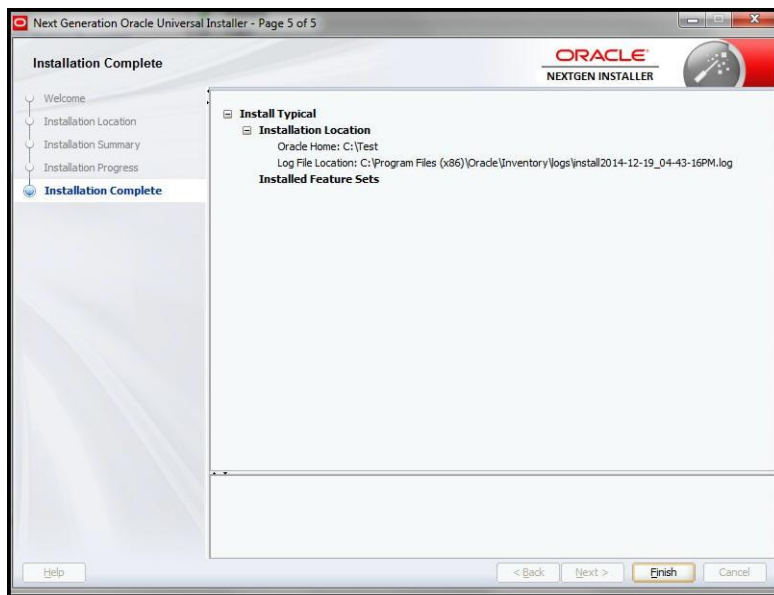 Next Generation Oracle Universal Installer - Page 5 of 5
Installation Complete
ORACLE
NEXTGEN INSTALLER
Welcome
Installation Location
Installation Summary
Installation Progress
Installation Complete
Install Typical
Installation Location
Oracle Home: C:\Test
Log File Location: C:\Program Files (x86)\Oracle\Inventory\logs\install2014-12-19_04-43-16PM.log
Installed Feature Sets
Help
< Back Next > Finish Cancel